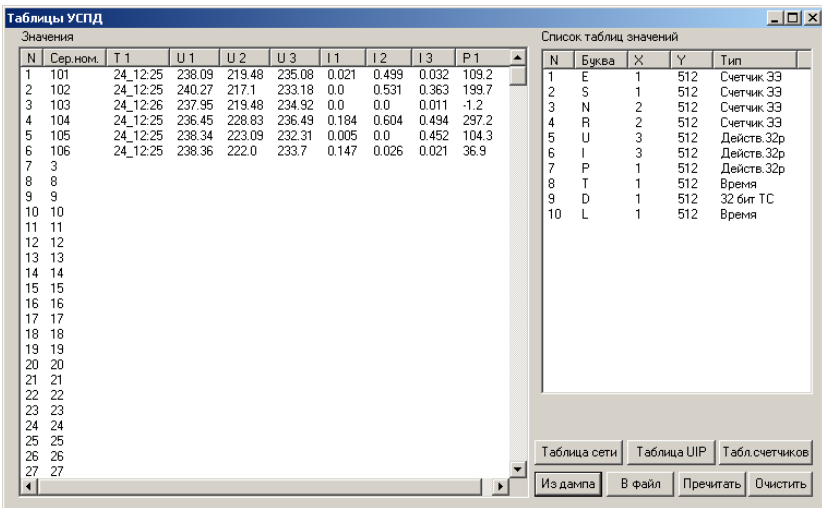 Таблицы УСПД
Значения
N Сер.ном. T 1 U 1 U 2 U 3 I 1 I 2 I 3 P 1
1 101 24_12:25 238.09 219.48 235.08 0.021 0.499 0.032 109.2
2 102 24_12:25 240.27 217.1 233.18 0.0 0.531 0.363 199.7
3 103 24_12:26 237.95 219.48 234.92 0.0 0.0 0.011 -1.2
4 104 24_12:25 236.45 228.83 236.49 0.184 0.604 0.494 297.2
5 105 24_12:25 238.34 223.09 232.31 0.005 0.0 0.452 104.3
6 106 24_12:25 238.36 222.0 233.7 0.147 0.026 0.021 36.9
7 3
8 8
9 9
10 10
11 11
12 12
13 13
14 14
15 15
16 16
17 17
18 18
19 19
20 20
21 21
22 22
23 23
24 24
25 25
26 26
27 27
Список таблиц значений
N Буква X Y Тип
1 E 1 512 Счетчик ЭЭ
2 S 1 512 Счетчик ЭЭ
3 N 2 512 Счетчик ЭЭ
4 R 2 512 Счетчик ЭЭ
5 U 3 512 Действ.32р
6 I 3 512 Действ.32р
7 P 1 512 Действ.32р
8 T 1 512 Время
9 D 1 512 32 бит ТС
10 L 1 512 Время
Таблица сети Таблица UIP Табл.счетчиков
Из дампа В файл Пречитать Очистить